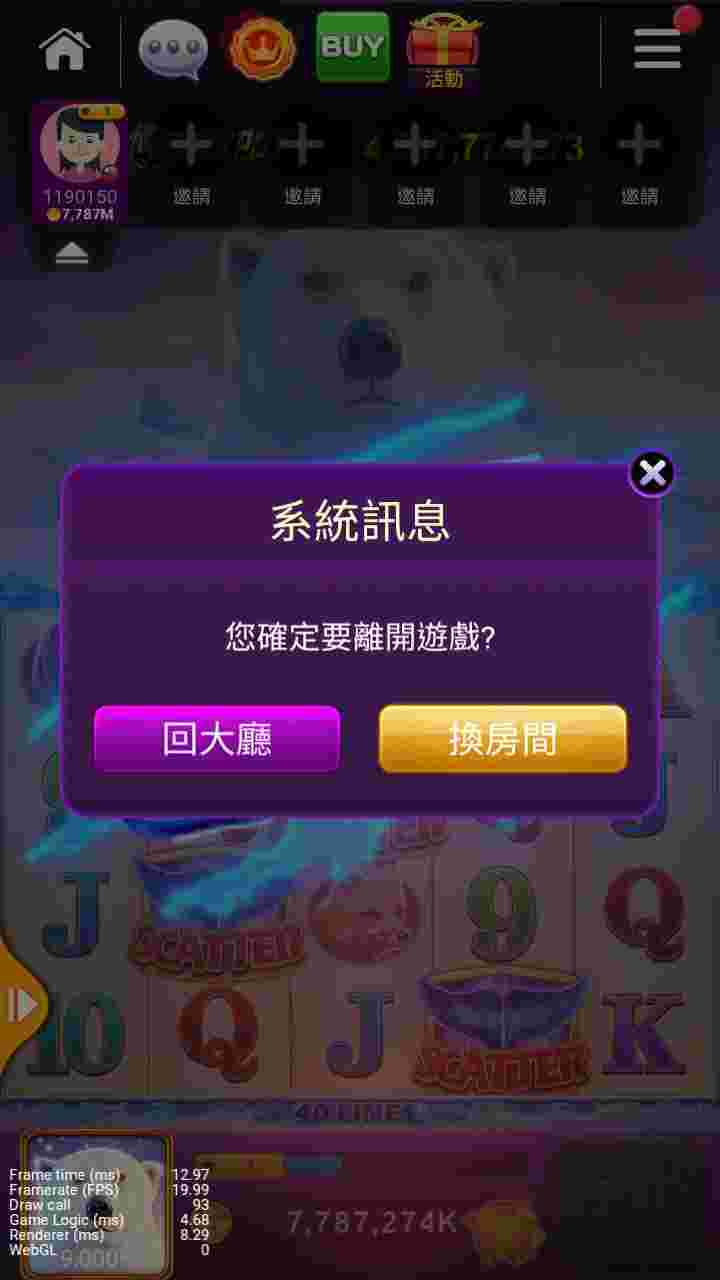 BUY
活動
1190150
7,787M
邀請
邀請
邀請
邀請
邀請
系統訊息
您確定要離開遊戲?
回大廳
換房間
J
J
SCATTER
9
Q
10
Q
J
SCATTER
K
40 LINES
Frame time (ms) 12.97
Framerate (FPS) 19.99
Draw call 93
Game Logic (ms) 4.68
Renderer (ms) 8.29
WebGL 0
9,000
7,787,274K